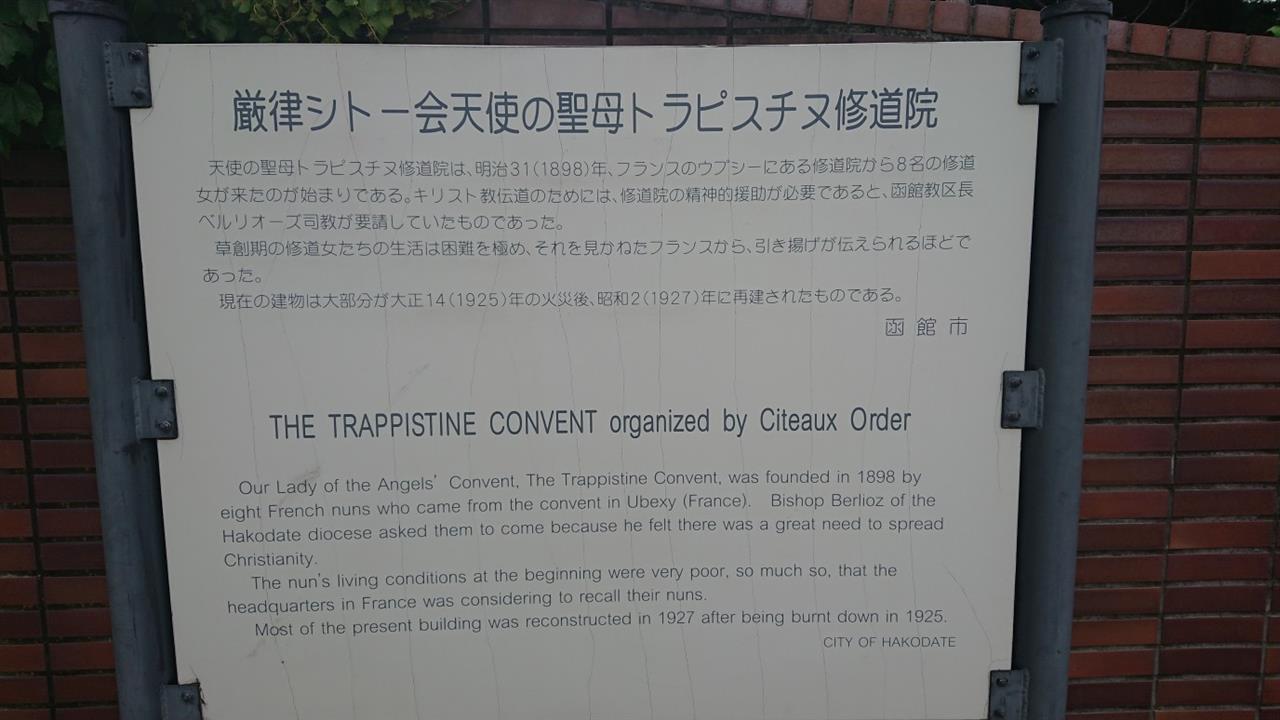 厳律シトー会天使の聖母トラピスチヌ修道院
天使の聖母トラピスチヌ修道院は、明治31(1898)年、フランスのウプシーにある修道院から8名の修道
女が来たのが始まりである。キリスト教伝道のためには、修道院の精神的援助が必要であると、函館教区長
ベルリオーズ司教が要請していたものであった。
草創期の修道女たちの生活は困難を極め、それを見かねたフランスから、引き揚げが伝えられるほどで
あった。
現在の建物は大部分が大正14(1925)年の火災後、昭和2(1927)年に再建されたものである。
函館市
THE TRAPPISTINE CONVENT organized by Citeaux Order
Our Lady of the Angels' Convent, The Trappistine Convent, was founded in 1898 by
eight French nuns who came from the convent in Ubexy (France). Bishop Berlioz of the
Hakodate diocese asked them to come because he felt there was a great need to spread
Christianity.
The nun's living conditions at the beginning were very poor, so much so, that the
headquarters in France was considering to recall their nuns.
Most of the present building was reconstructed in 1927 after being burnt down in 1925.
CITY OF HAKODATE